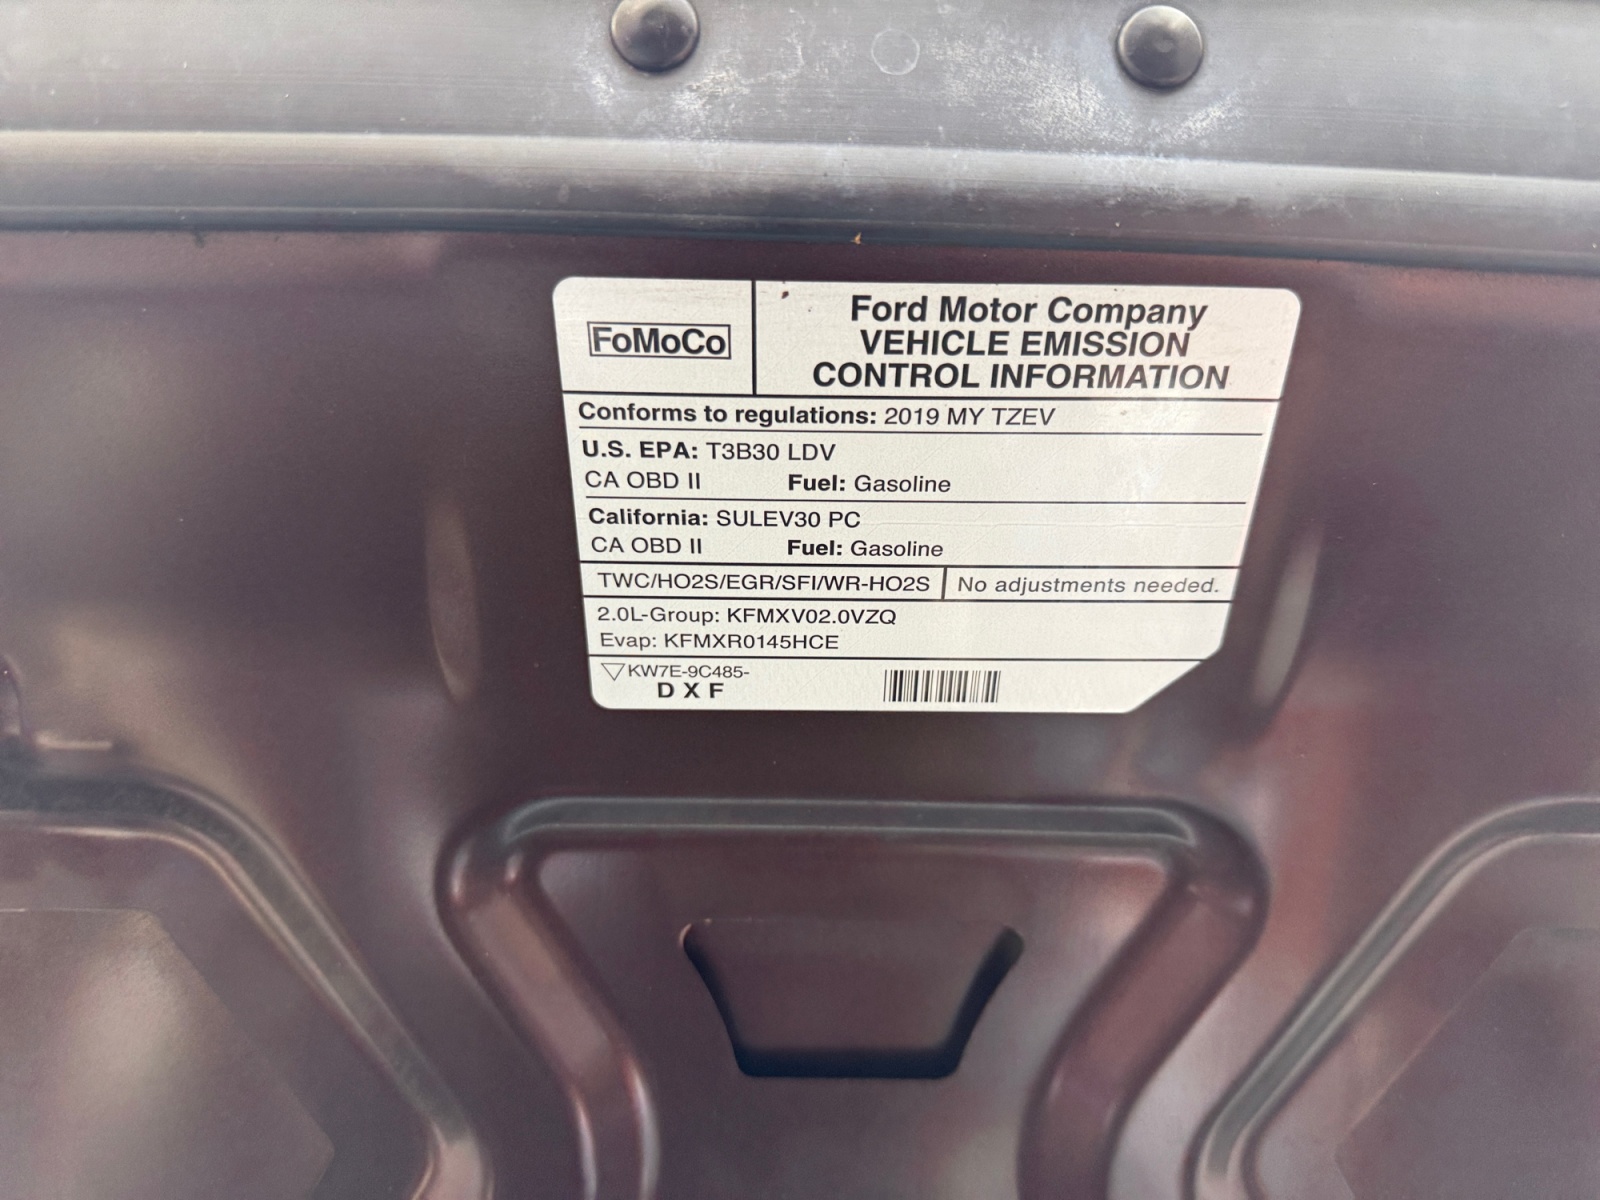 FoMoCo
Ford Motor Company
VEHICLE EMISSION
CONTROL INFORMATION
Conforms to regulations: 2019 MY TZEV
U.S. EPA: T3B30 LDV
CA OBD II Fuel: Gasoline
California: SULEV30 PC
CA OBD II Fuel: Gasoline
TWC/HO2S/EGR/SFI/WR-HO2S No adjustments needed.
2.0L-Group: KFMXV02.0VZQ
Evap: KFMXR0145HCE
KW7E-9C485-
D X F